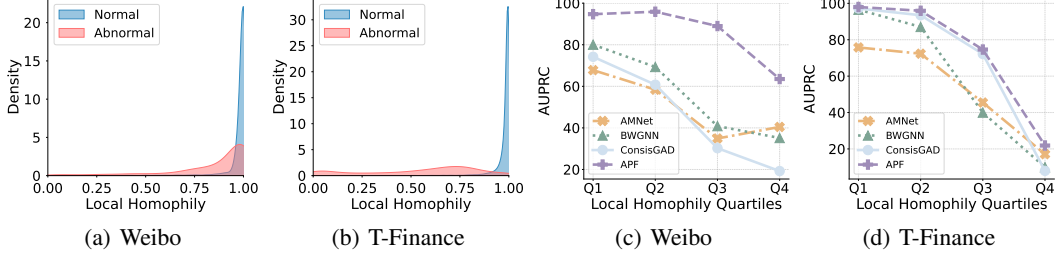 Density
20
15
10
5
0
0.00 0.25 0.50 0.75 1.00
Local Homophily
Normal
Abnormal
(a) Weibo
Density
30
25
20
15
10
5
0
0.00 0.25 0.50 0.75 1.00
Local Homophily
Normal
Abnormal
(b) T-Finance
AUPRC
100
80
60
40
20
Q1 Q2 Q3 Q4
Local Homophily Quartiles
AMNet
BWGNN
ConsisGAD
APF
(c) Weibo
AUPRC
100
80
60
40
20
Q1 Q2 Q3 Q4
Local Homophily Quartiles
AMNet
BWGNN
ConsisGAD
APF
(d) T-Finance